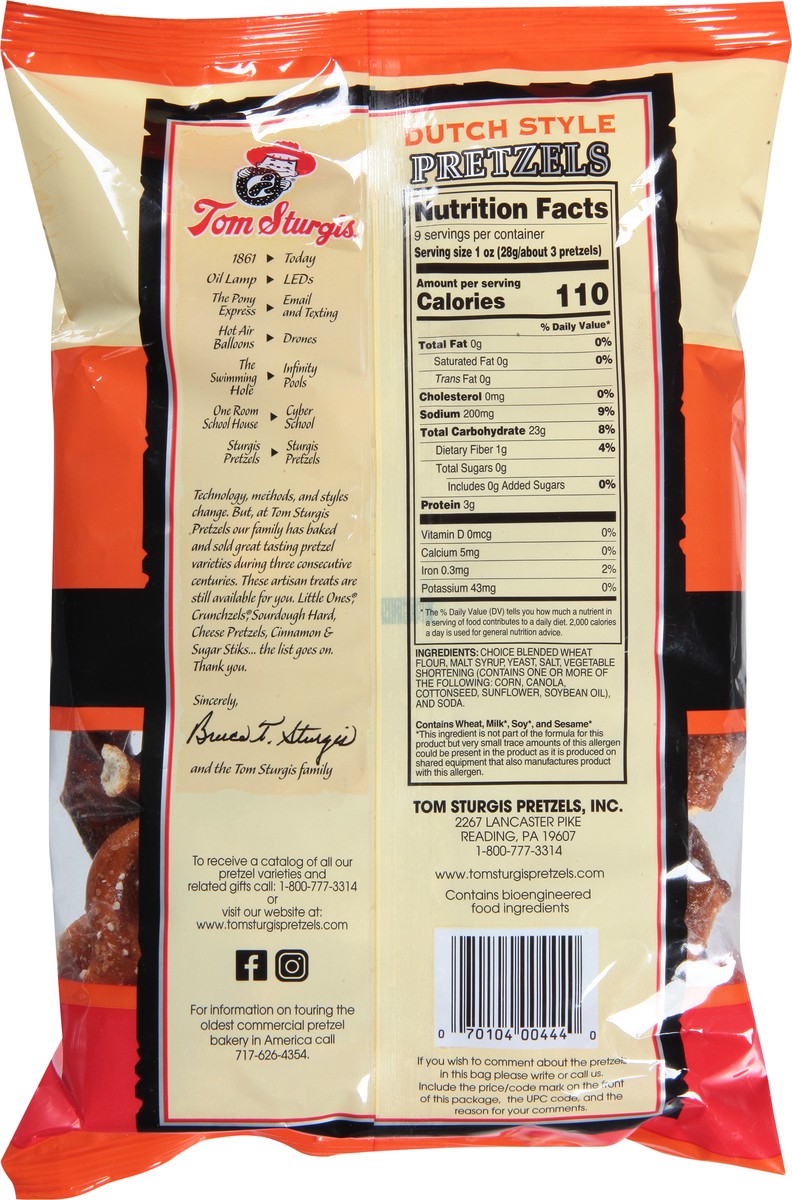 Tom Sturgis
1861 ▶ Today
Oil Lamp ▶ LEDs
The Pony Express ▶ Email and Texting
Hot Air Balloons ▶ Drones
The Swimming Hole ▶ Infinity Pools
One Room School House ▶ Cyber School
Sturgis Pretzels ▶ Sturgis Pretzels
Technology, methods, and styles
change. But, at Tom Sturgis
Pretzels our family has baked
and sold great tasting pretzel
varieties during three consecutive
centuries. These artisan treats are
still available for you. Little Ones®,
Crunchzels®, Sourdough Hard,
Cheese Pretzels, Cinnamon &
Sugar Stiks... the list goes on.
Thank you.
Sincerely,
Bruce T. Sturgis
and the Tom Sturgis family
To receive a catalog of all our
pretzel varieties and
related gifts call: 1-800-777-3314
or
visit our website at:
www.tomsturgispretzels.com
For information on touring the
oldest commercial pretzel
bakery in America call
717-626-4354.
DUTCH STYLE
PRETZELS
Nutrition Facts
9 servings per container
Serving size 1 oz (28g/about 3 pretzels)
Amount per serving
Calories 110
% Daily Value*
Total Fat 0g 0%
Saturated Fat 0g 0%
Trans Fat 0g
Cholesterol 0mg 0%
Sodium 200mg 9%
Total Carbohydrate 23g 8%
Dietary Fiber 1g 4%
Total Sugars 0g
Includes 0g Added Sugars 0%
Protein 3g
Vitamin D 0mcg 0%
Calcium 5mg 0%
Iron 0.3mg 2%
Potassium 43mg 0%
* The % Daily Value (DV) tells you how much a nutrient in
a serving of food contributes to a daily diet. 2,000 calories
a day is used for general nutrition advice.
INGREDIENTS: CHOICE BLENDED WHEAT
FLOUR, MALT SYRUP, YEAST, SALT, VEGETABLE
SHORTENING (CONTAINS ONE OR MORE OF
THE FOLLOWING: CORN, CANOLA,
COTTONSEED, SUNFLOWER, SOYBEAN OIL),
AND SODA.
Contains Wheat, Milk*, Soy*, and Sesame*
*This ingredient is not part of the formula for this
product but very small trace amounts of this allergen
could be present in the product as it is produced on
shared equipment that also manufactures product
with this allergen.
TOM STURGIS PRETZELS, INC.
2267 LANCASTER PIKE
READING, PA 19607
1-800-777-3314
www.tomsturgispretzels.com
Contains bioengineered
food ingredients
0 70104 00444 0
If you wish to comment about the pretzels
in this bag please write or call us.
Include the price/code mark on the front
of this package, the UPC code, and the
reason for your comments.